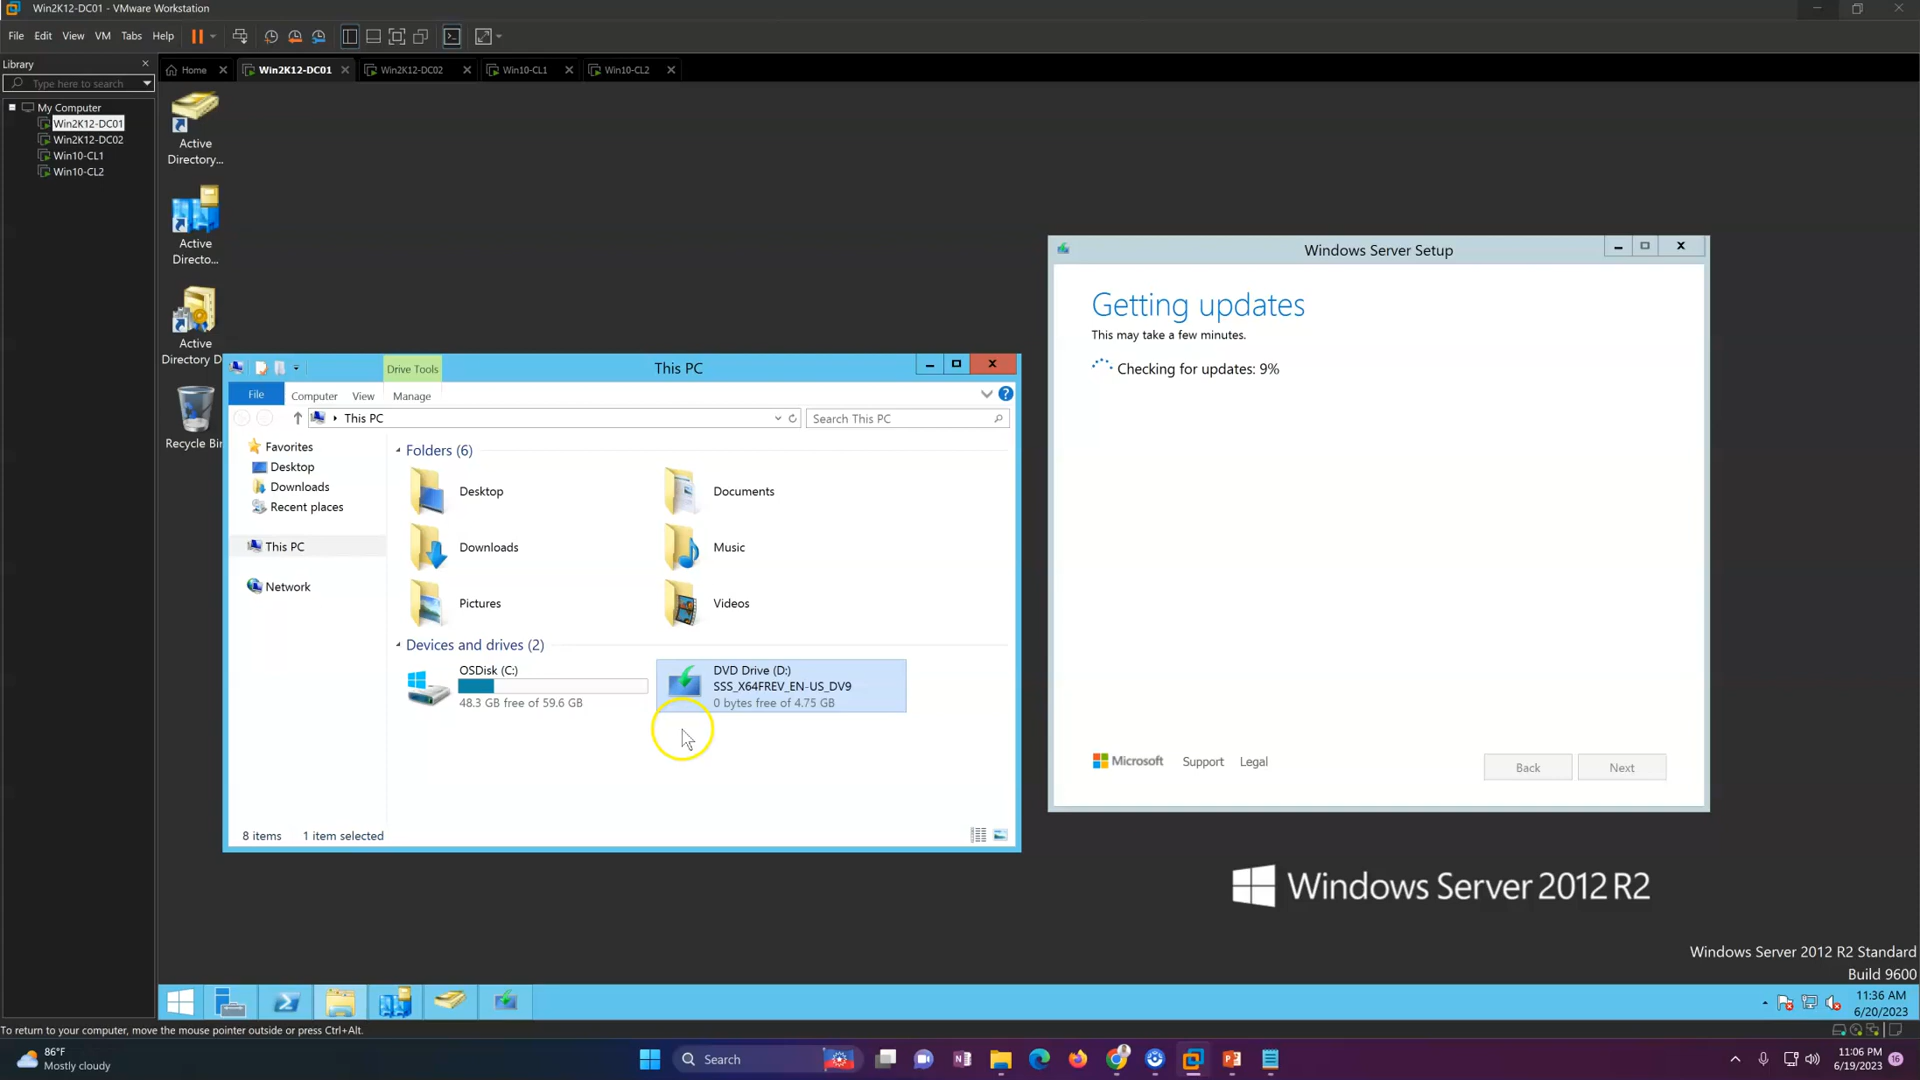 Win2K12-DC01 - VMware Workstation
File Edit View VM Tabs Help
Library
Type here to search
Home Win2K12-DC01 Win2K12-DC02 Win10-CL1 Win10-CL2
My Computer
Win2K12-DC01
Win2K12-DC02
Win10-CL1
Win10-CL2
Active
Directory...
Active
Directo...
Active
Directory D
Recycle Bin
This PC
Drive Tools
File Computer View Manage
This PC
Search This PC
Favorites
Desktop
Downloads
Recent places
This PC
Network
Folders (6)
Desktop
Documents
Downloads
Music
Pictures
Videos
Devices and drives (2)
OSDisk (C:)
48.3 GB free of 59.6 GB
DVD Drive (D:)
SSS_X64FREV_EN-US_DV9
0 bytes free of 4.75 GB
8 items 1 item selected
Windows Server Setup
Getting updates
This may take a few minutes.
Checking for updates: 9%
Microsoft Support Legal
Back Next
Windows Server 2012 R2
Windows Server 2012 R2 Standard
Build 9600
11:36 AM
6/20/2023
To return to your computer, move the mouse pointer outside or press Ctrl+Alt.
86°F
Mostly cloudy
Search
11:06 PM
6/19/2023
16